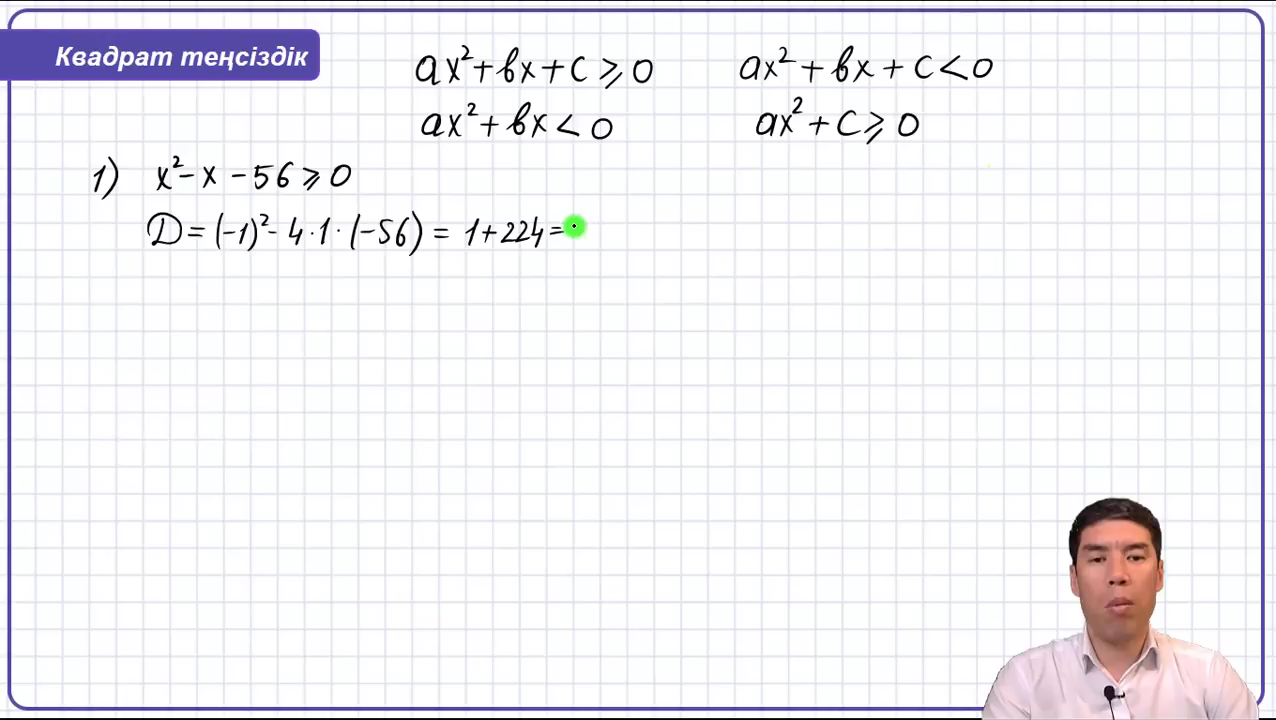 Квадрат теңсіздік
ax²+bx+c ⩾ 0
ax²+bx+c < 0
ax²+bx < 0
ax²+c ⩾ 0
1) x²-x-56 ⩾ 0
D=(-1)²-4·1·(-56)=1+224=